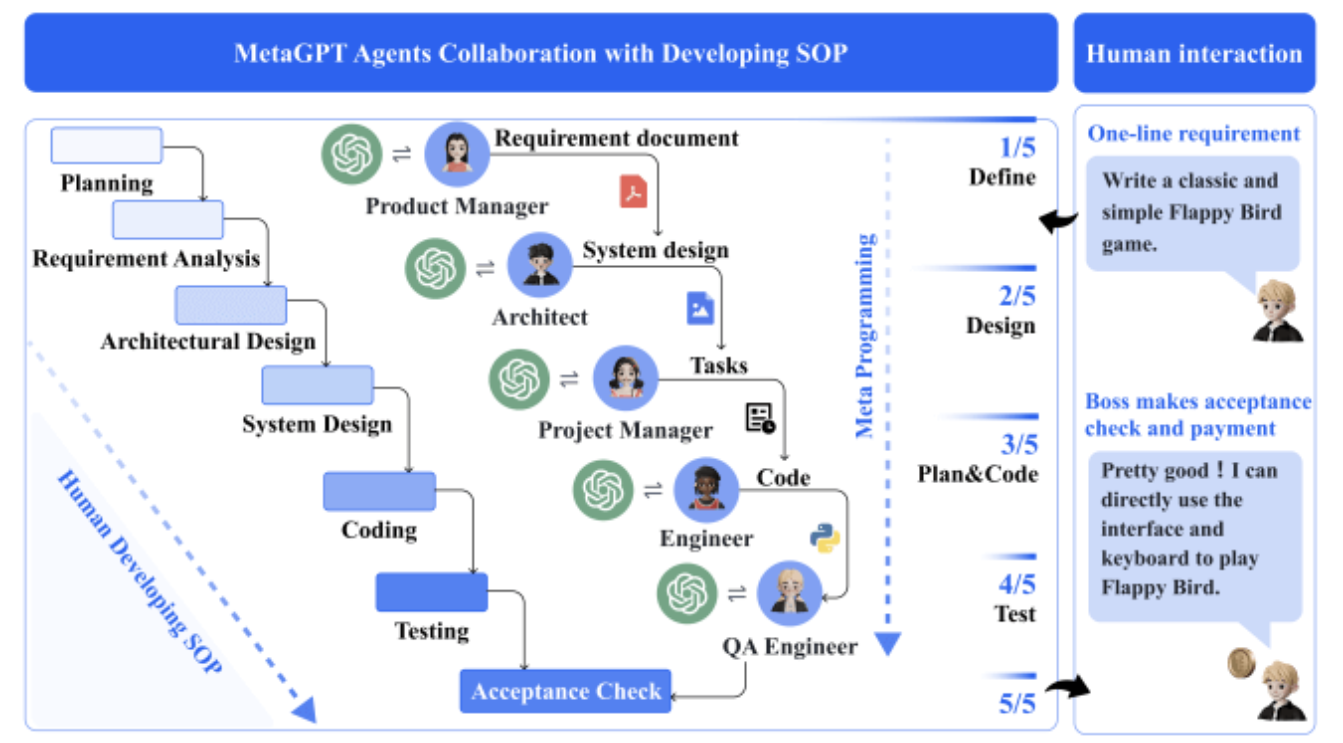 MetaGPT Agents Collaboration with Developing SOP
Human interaction
Planning
Requirement Analysis
Architectural Design
System Design
Coding
Testing
Acceptance Check
Human Developing SOP
Requirement document
Product Manager
System design
Architect
Tasks
Project Manager
Code
Engineer
QA Engineer
Meta Programming
1/5
Define
2/5
Design
3/5
Plan&Code
4/5
Test
5/5
One-line requirement
Write a classic and
simple Flappy Bird
game.
Boss makes acceptance
check and payment
Pretty good！I can
directly use the
interface and
keyboard to play
Flappy Bird.